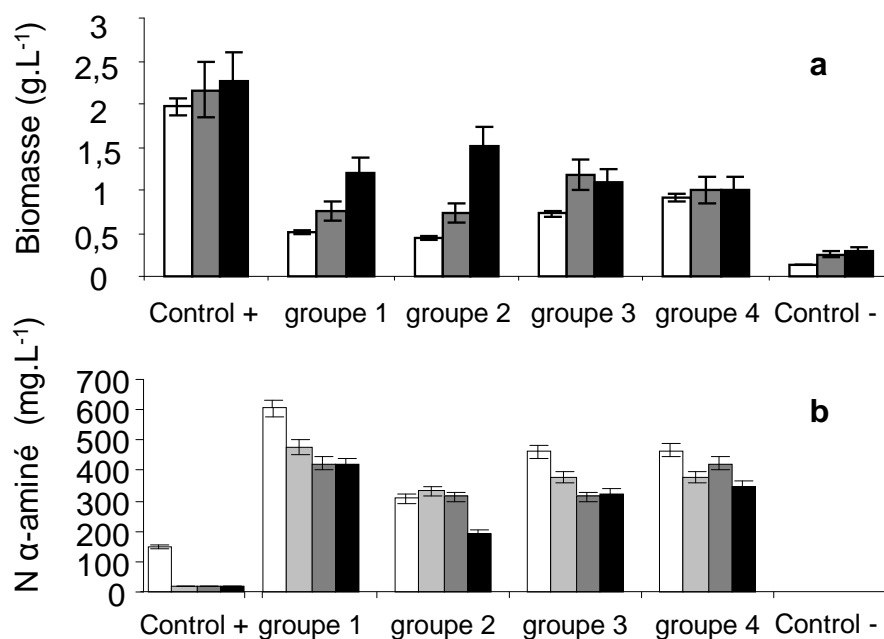 3
2,5
2
1,5
1
0,5
0
Biomasse (g.L-1)
a
Control + groupe 1 groupe 2 groupe 3 groupe 4 Control -
700
600
500
400
300
200
100
0
N α-aminé (mg.L-1)
b
Control + groupe 1 groupe 2 groupe 3 groupe 4 Control -